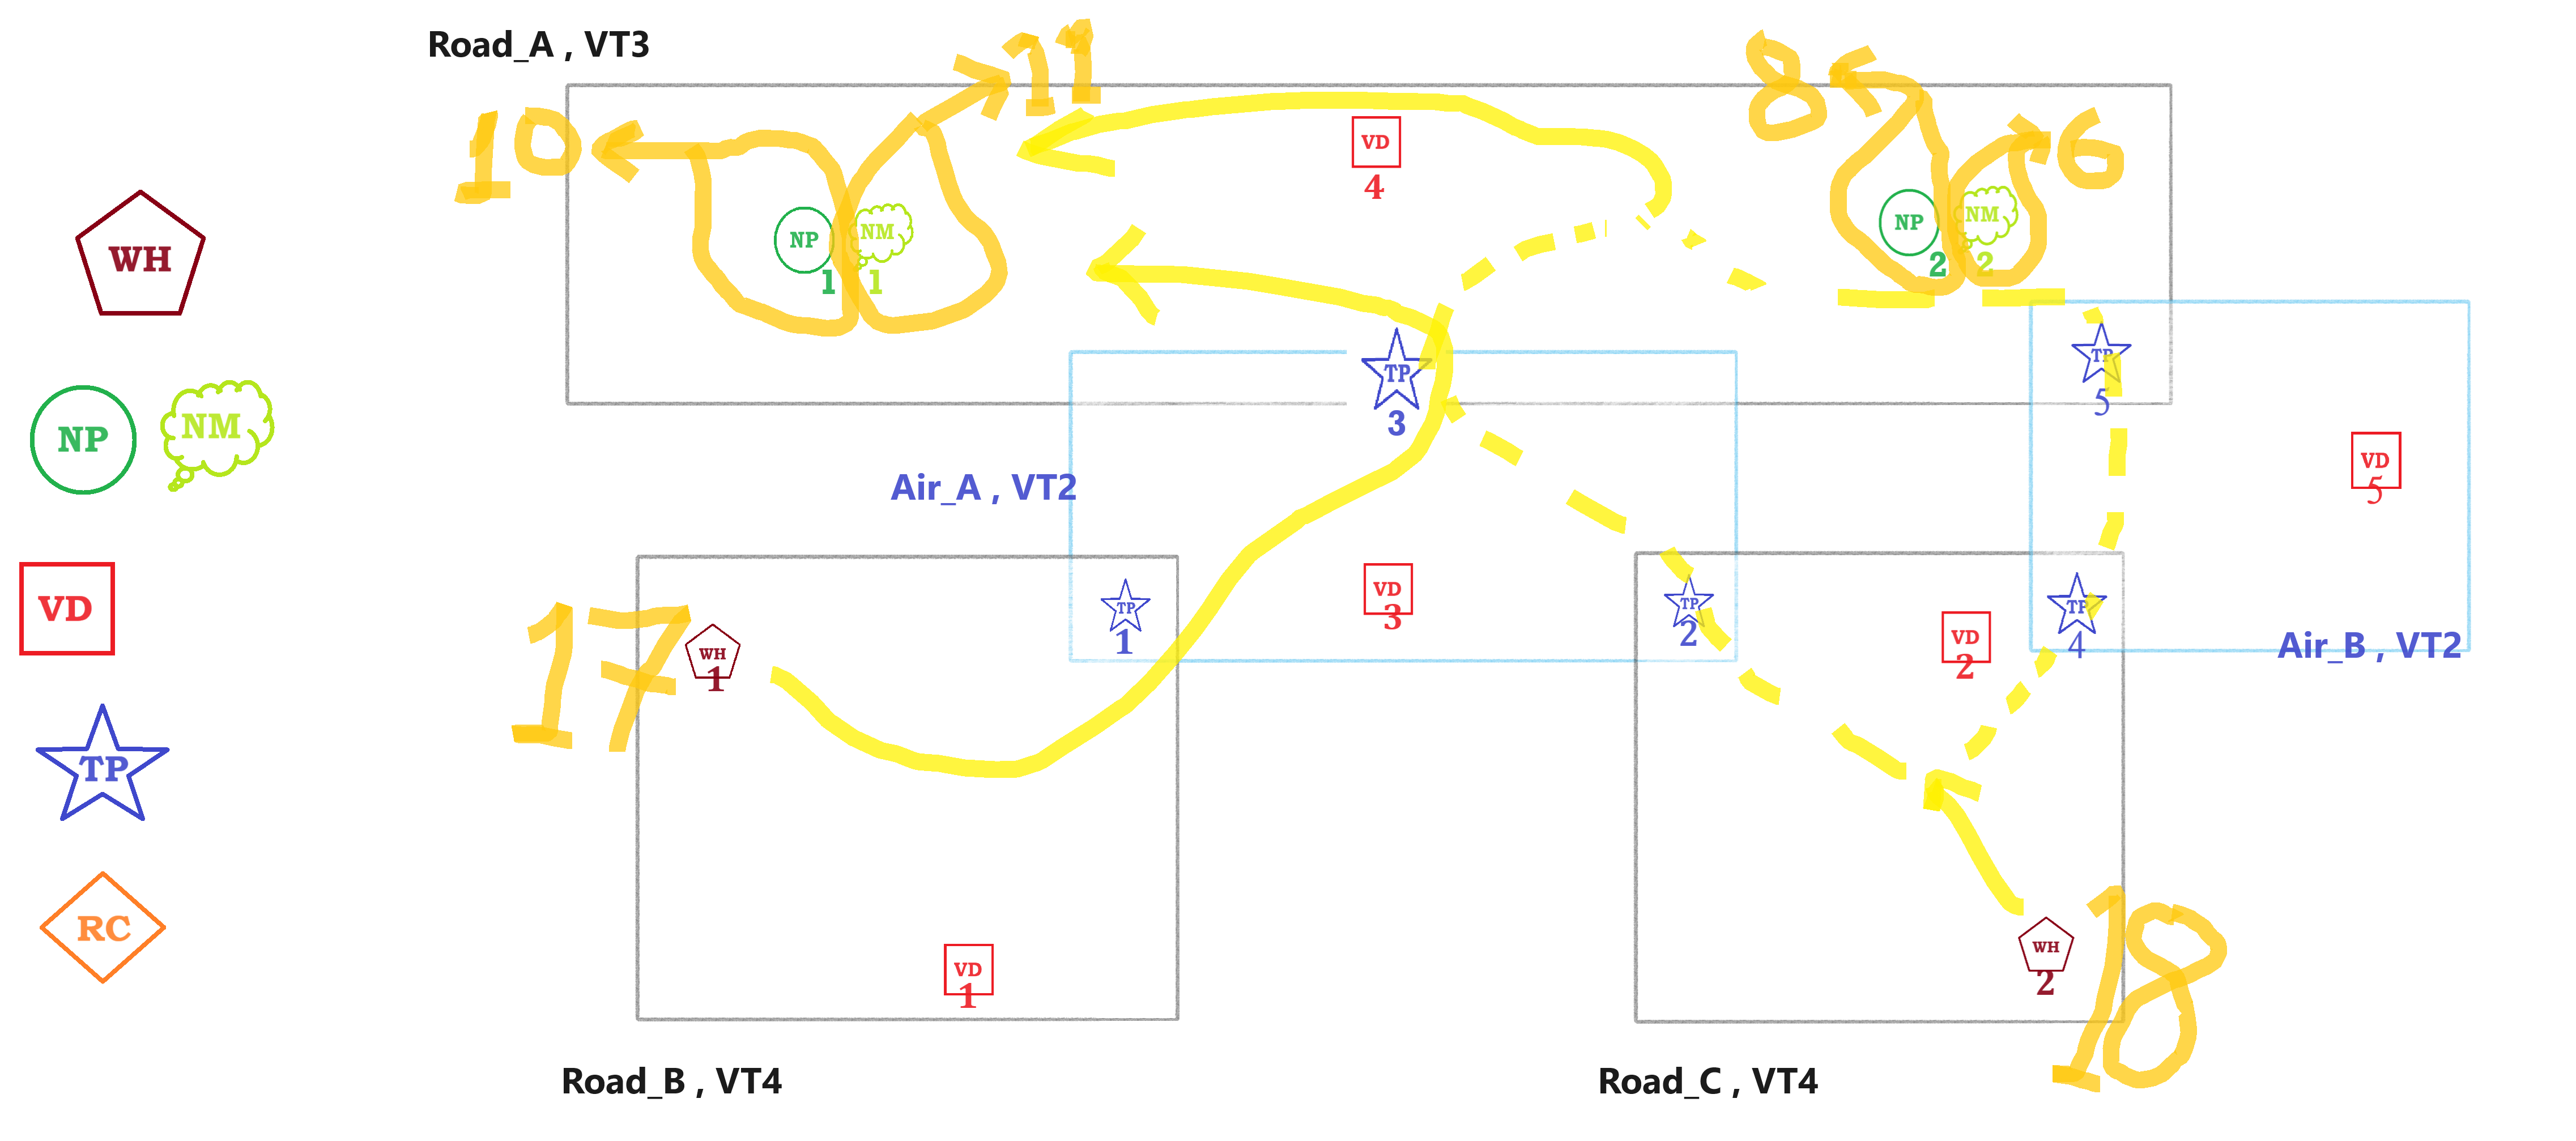 Road_A , VT3
11
8
6
10
VD
4
NP
1
NM
1
NP
2
NM
2
WH
NP
NM
TP
3
TP
5
Air_A , VT2
VD
5
VD
17
WH
1
TP
1
VD
3
TP
2
VD
2
TP
4
Air_B , VT2
TP
RC
VD
1
WH
2
18
Road_B , VT4
Road_C , VT4